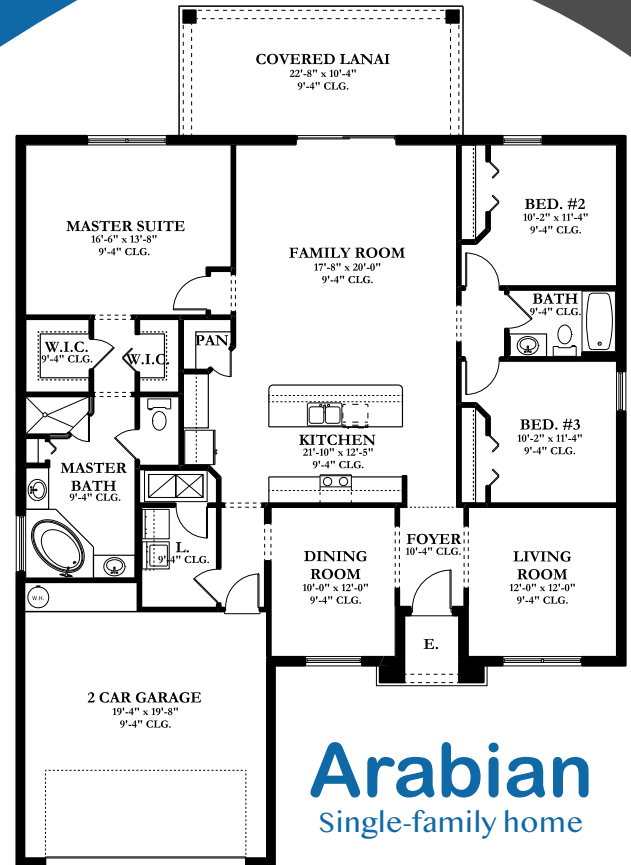 COVERED LANAI
22'-8" x 10'-4"
9'-4" CLG.
MASTER SUITE
16'-6" x 13'-8"
9'-4" CLG.
FAMILY ROOM
17'-8" x 20'-0"
9'-4" CLG.
BED. #2
10'-2" x 11'-4"
9'-4" CLG.
BATH
9'-4" CLG.
PAN.
W.I.C.
9'-4" CLG.
W.I.C.
KITCHEN
21'-10" x 12'-5"
9'-4" CLG.
BED. #3
10'-2" x 11'-4"
9'-4" CLG.
MASTER
BATH
9'-4" CLG.
L.
9'-4" CLG.
DINING
ROOM
10'-0" x 12'-0"
9'-4" CLG.
FOYER
10'-4" CLG.
LIVING
ROOM
12'-0" x 12'-0"
9'-4" CLG.
W.H.
E.
2 CAR GARAGE
19'-4" x 19'-8"
9'-4" CLG.
Arabian
Single-family home